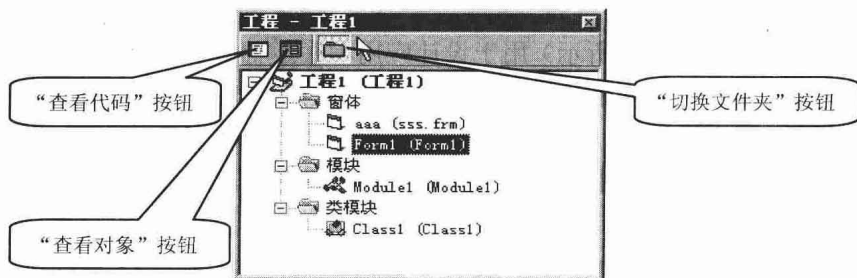 工程 - 工程1
“查看代码”按钮
“切换文件夹”按钮
“查看对象”按钮
工程1 (工程1)
窗体
aaa (sss.frm)
Form1 (Form1)
模块
Module1 (Module1)
类模块
Class1 (Class1)